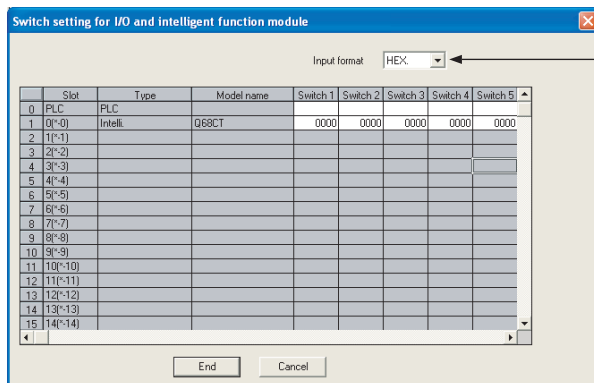 Switch setting for I/O and intelligent function module
Input format HEX.
Slot Type Model name Switch 1 Switch 2 Switch 3 Switch 4 Switch 5
0 PLC PLC
1 0(*-0) Intelli. Q68CT 0000 0000 0000 0000 0000
2 1(*-1)
3 2(*-2)
4 3(*-3)
5 4(*-4)
6 5(*-5)
7 6(*-6)
8 7(*-7)
9 8(*-8)
10 9(*-9)
11 10(*-10)
12 11(*-11)
13 12(*-12)
14 13(*-13)
15 14(*-14)
End Cancel